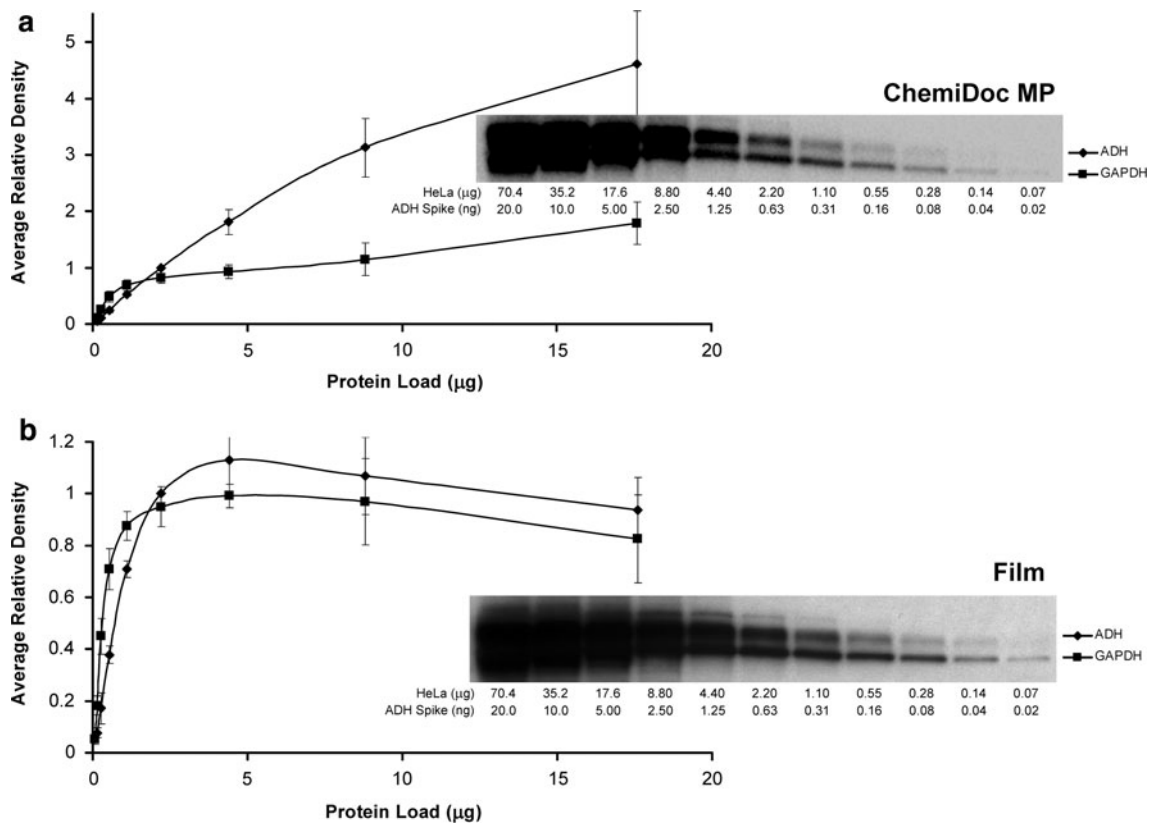 a
5
4
3
2
1
0
Average Relative Density
0 5 10 15 20
Protein Load (µg)
ChemiDoc MP
ADH
GAPDH
HeLa (µg) 70.4 35.2 17.6 8.80 4.40 2.20 1.10 0.55 0.28 0.14 0.07
ADH Spike (ng) 20.0 10.0 5.00 2.50 1.25 0.63 0.31 0.16 0.08 0.04 0.02
b
1.2
1
0.8
0.6
0.4
0.2
0
Average Relative Density
0 5 10 15 20
Protein Load (µg)
Film
ADH
GAPDH
HeLa (µg) 70.4 35.2 17.6 8.80 4.40 2.20 1.10 0.55 0.28 0.14 0.07
ADH Spike (ng) 20.0 10.0 5.00 2.50 1.25 0.63 0.31 0.16 0.08 0.04 0.02